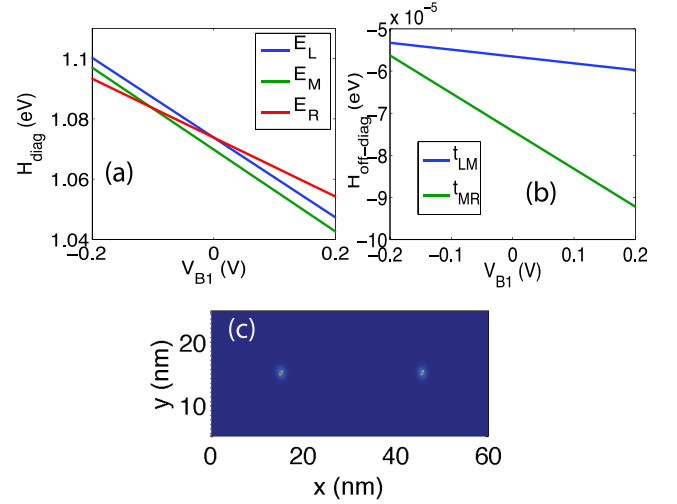 1.1
1.08
1.06
1.04
H_diag (eV)
E_L
E_M
E_R
(a)
−0.2
0
0.2
V_B1 (V)
x 10^−5
−5
−6
−7
−8
−9
−10
H_off−diag (eV)
t_LM
t_MR
(b)
−0.2
−0.1
0
0.1
0.2
V_B1 (V)
(c)
20
10
y (nm)
0
20
40
60
x (nm)